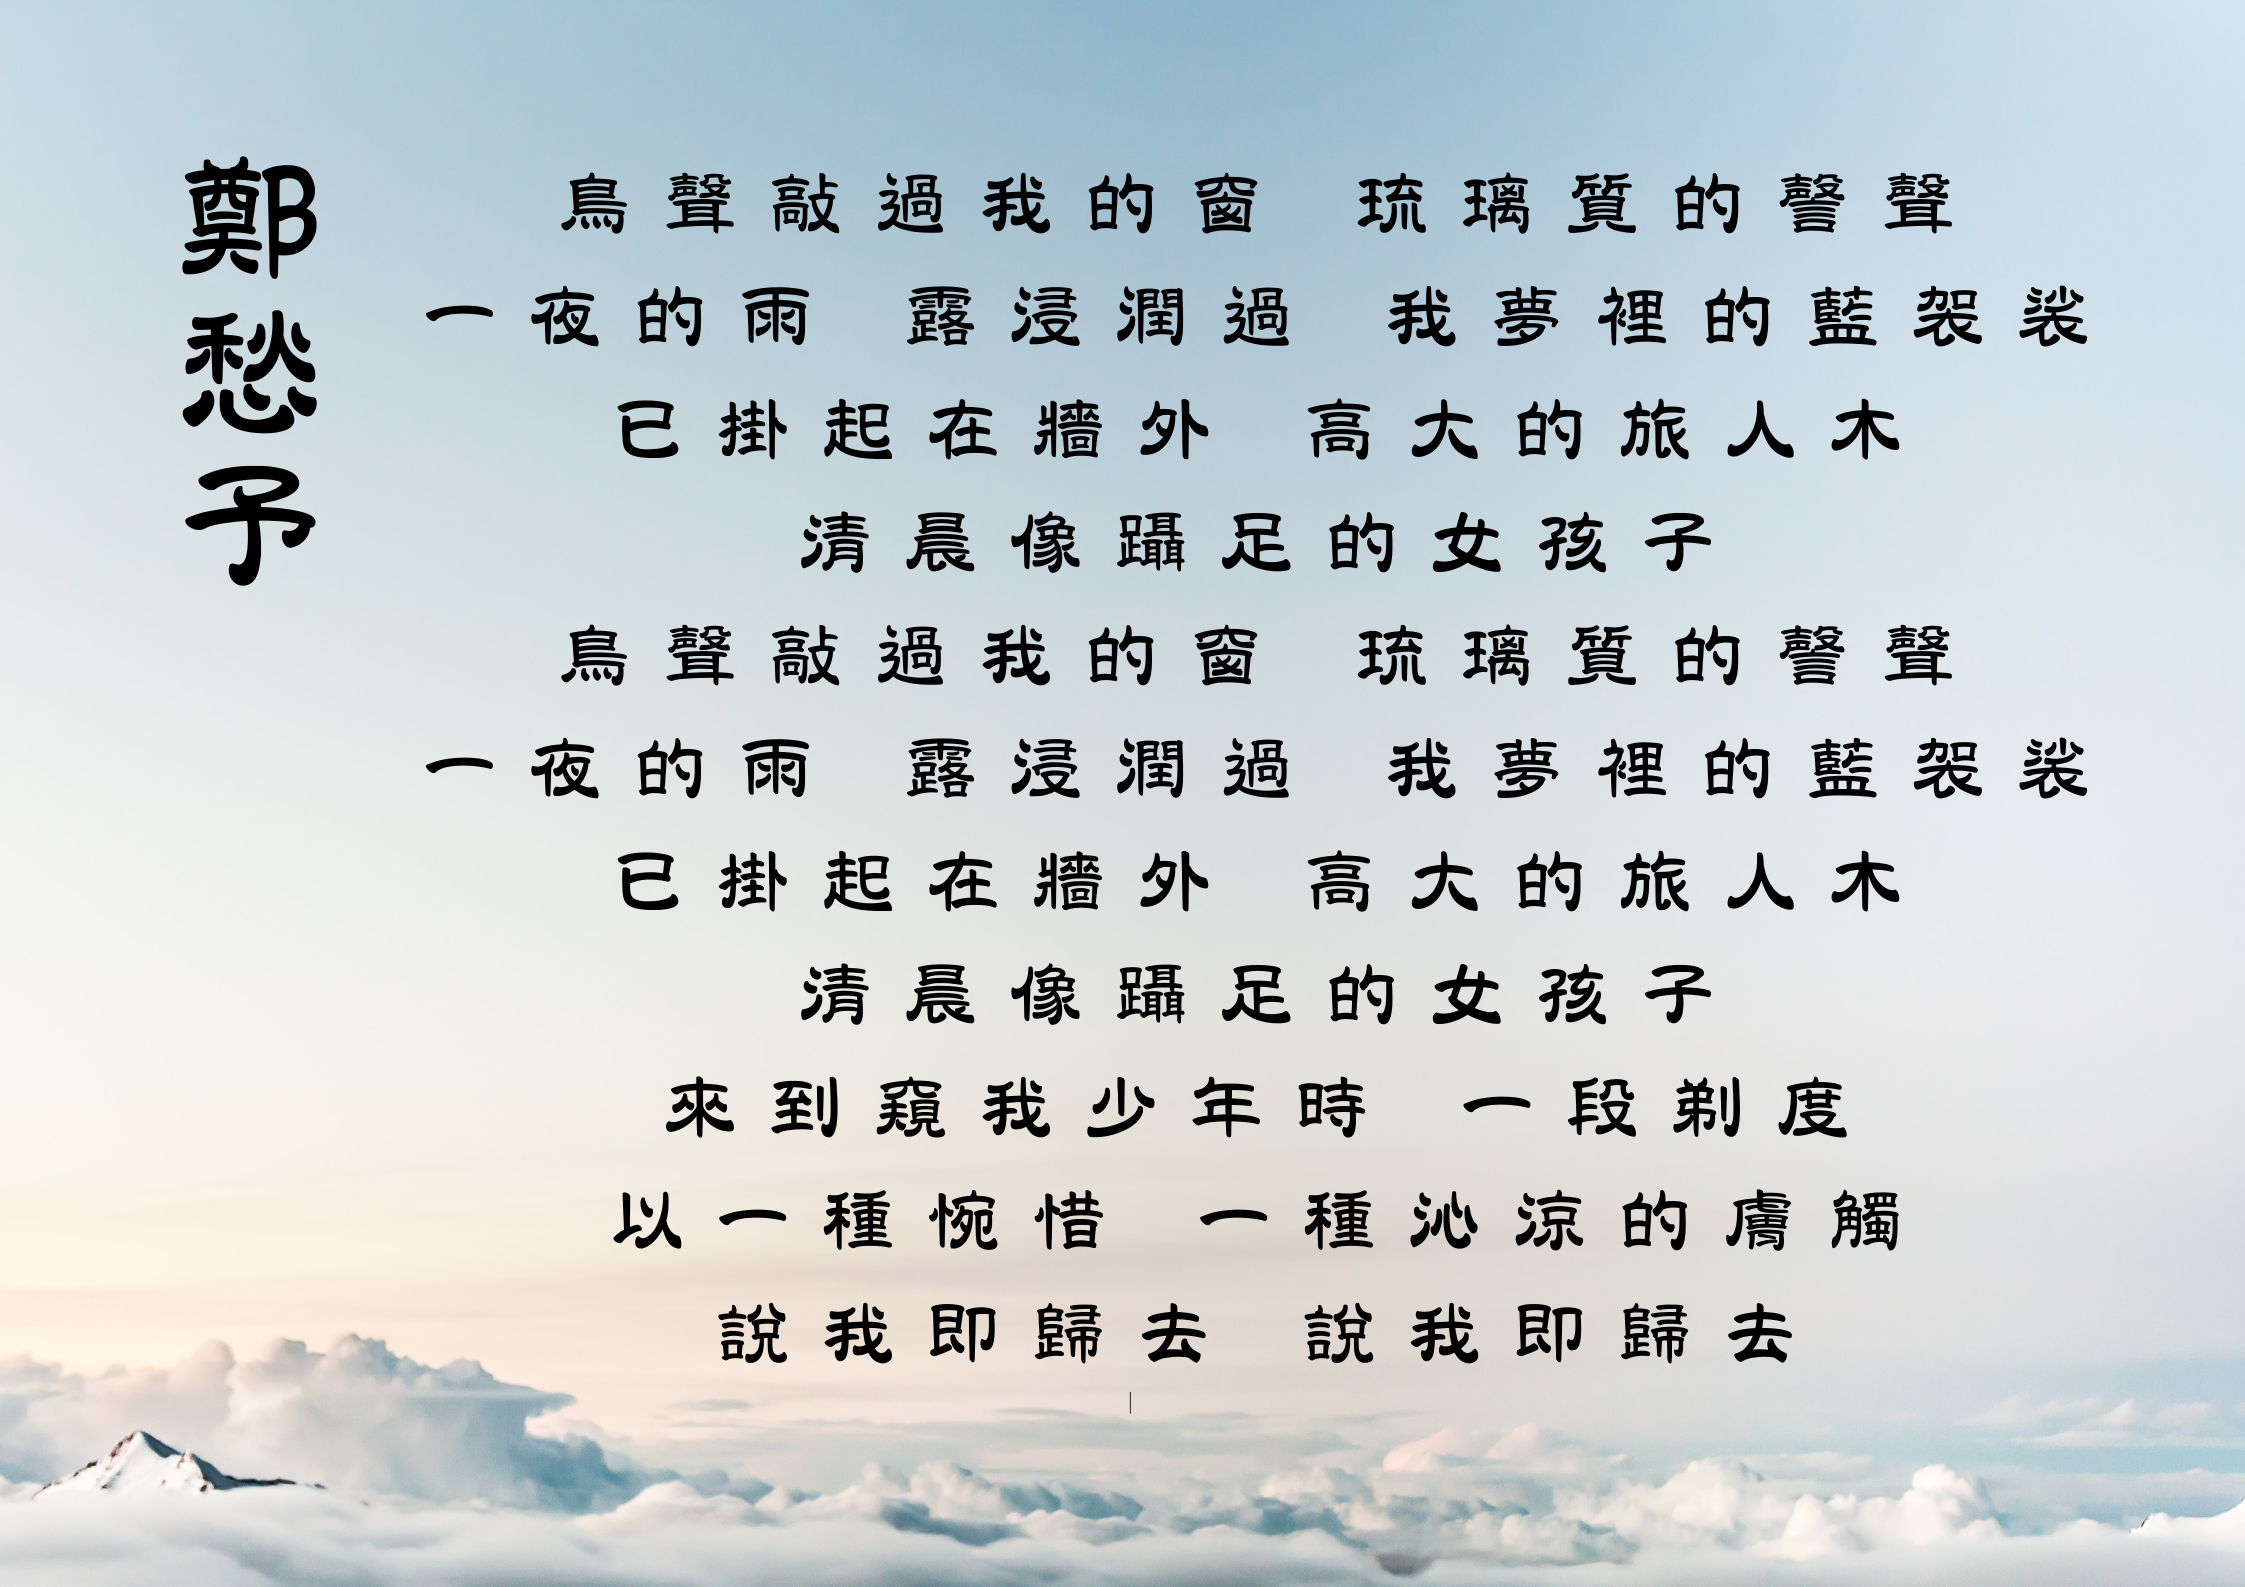 鄭愁予
鳥聲敲過我的窗 琉璃質的謦聲
一夜的雨 露浸潤過 我夢裡的藍袈裟
已掛起在牆外 高大的旅人木
清晨像躡足的女孩子
鳥聲敲過我的窗 琉璃質的謦聲
一夜的雨 露浸潤過 我夢裡的藍袈裟
已掛起在牆外 高大的旅人木
清晨像躡足的女孩子
來到窺我少年時 一段剃度
以一種惋惜 一種沁涼的膚觸
說我即歸去 說我即歸去